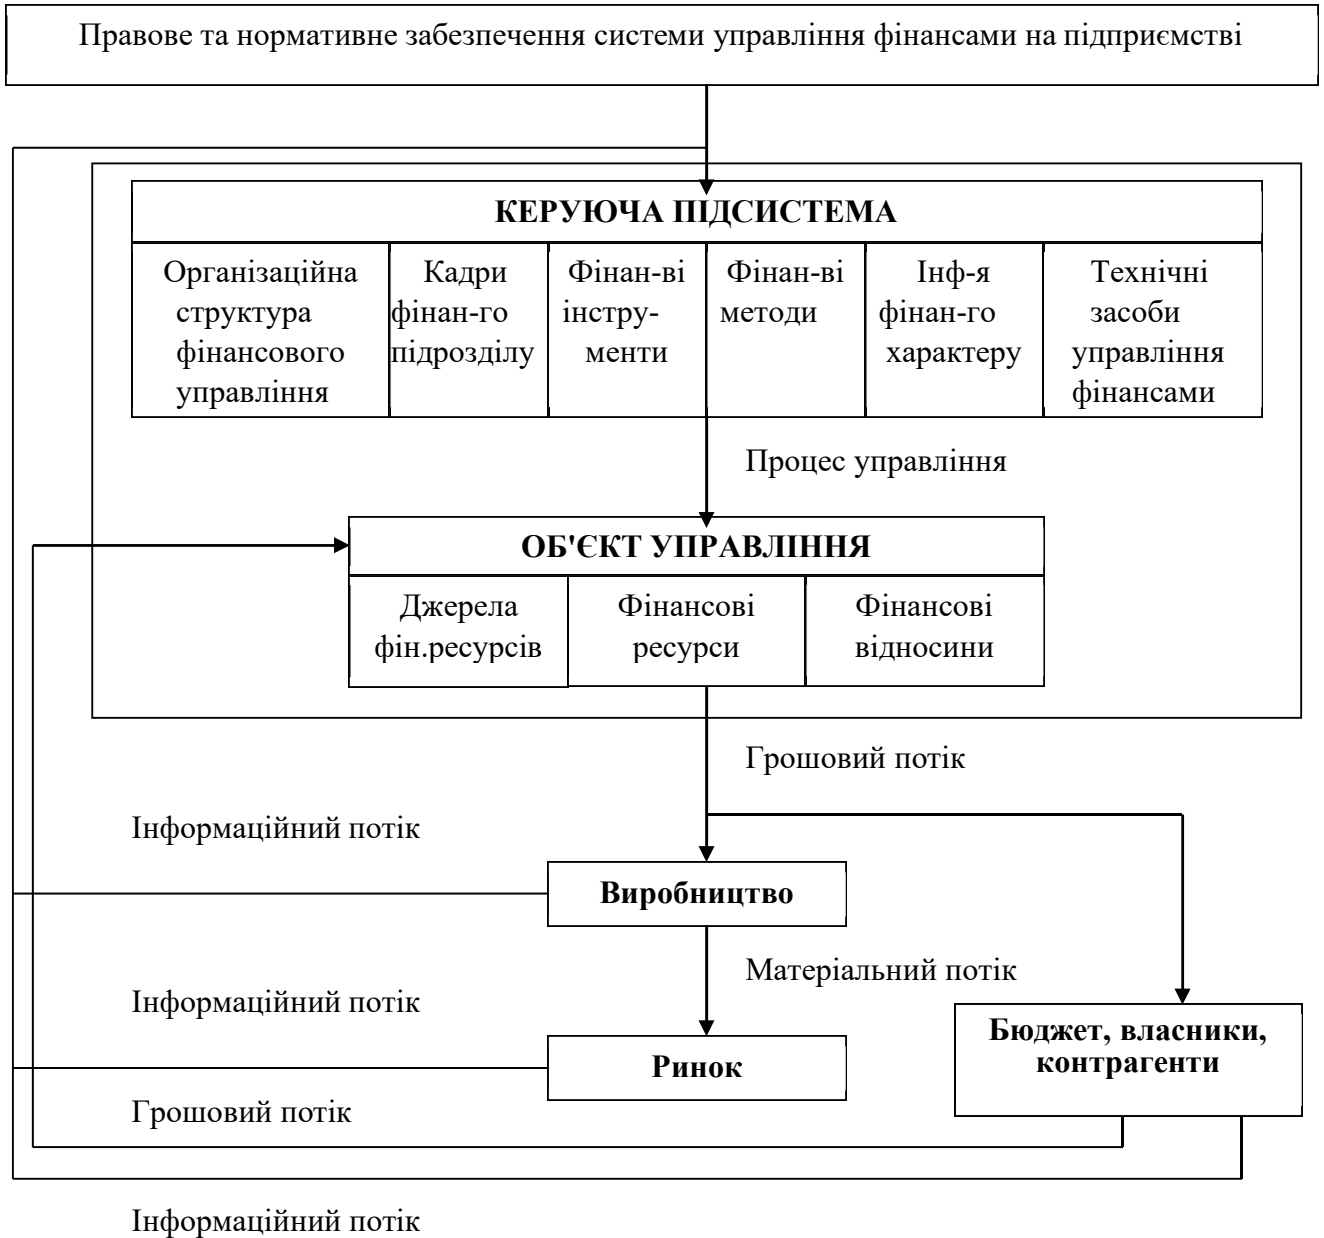 Правове та нормативне забезпечення системи управління фінансами на підприємстві
КЕРУЮЧА ПІДСИСТЕМА
Організаційна
структура
фінансового
управління
Кадри
фінан-го
підрозділу
Фінан-ві
інстру-
менти
Фінан-ві
методи
Інф-я
фінан-го
характеру
Технічні
засоби
управління
фінансами
Процес управління
ОБ'ЄКТ УПРАВЛІННЯ
Джерела
фін.ресурсів
Фінансові
ресурси
Фінансові
відносини
Грошовий потік
Інформаційний потік
Виробництво
Матеріальний потік
Інформаційний потік
Бюджет, власники,
контрагенти
Ринок
Грошовий потік
Інформаційний потік